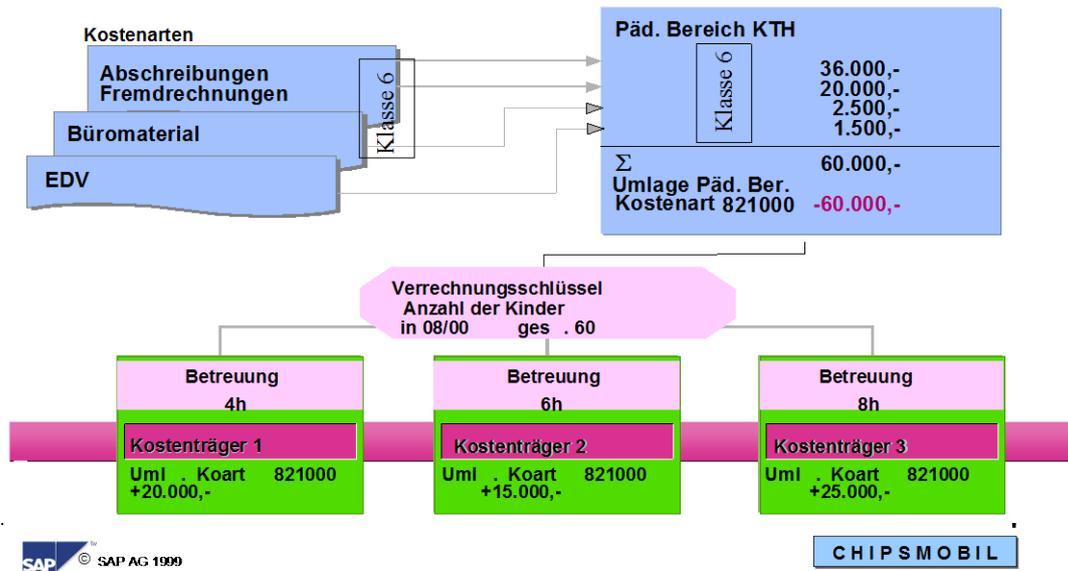 Kostenarten
Abschreibungen
Fremdrechnungen
Büromaterial
EDV
Klasse 6
Päd. Bereich KTH
Klasse 6
36.000,-
20.000,-
2.500,-
1.500,-
Σ 60.000,-
Umlage Päd. Ber.
Kostenart 821000 -60.000,-
Verrechnungsschlüssel
Anzahl der Kinder
in 08/00 ges . 60
Betreuung
4h
Kostenträger 1
Uml . Koart 821000
+20.000,-
Betreuung
6h
Kostenträger 2
Uml . Koart 821000
+15.000,-
Betreuung
8h
Kostenträger 3
Uml . Koart 821000
+25.000,-
SAP ™ © SAP AG 1999
CHIPSMOBIL